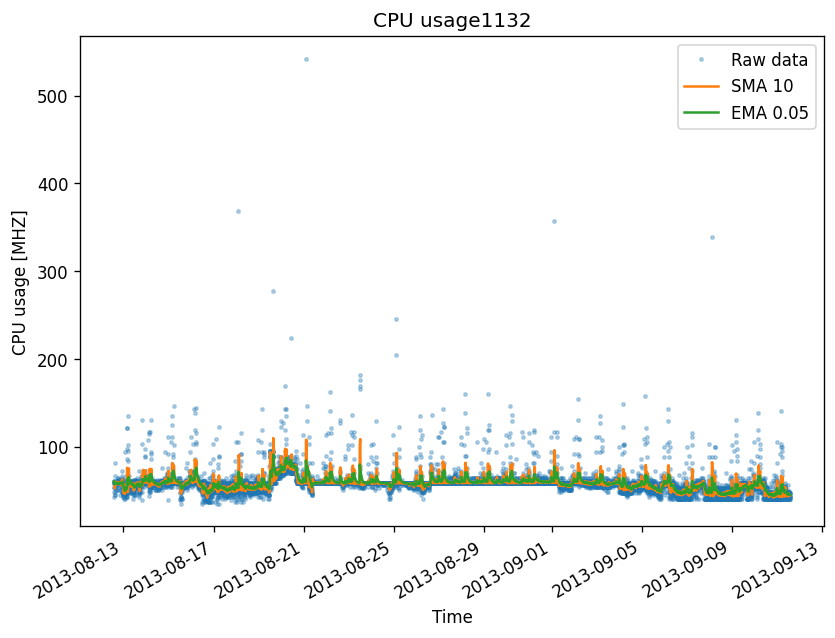 CPU usage1132
Raw data
SMA 10
EMA 0.05
CPU usage [MHZ]
500
400
300
200
100
2013-08-13
2013-08-17
2013-08-21
2013-08-25
2013-08-29
2013-09-01
2013-09-05
2013-09-09
2013-09-13
Time